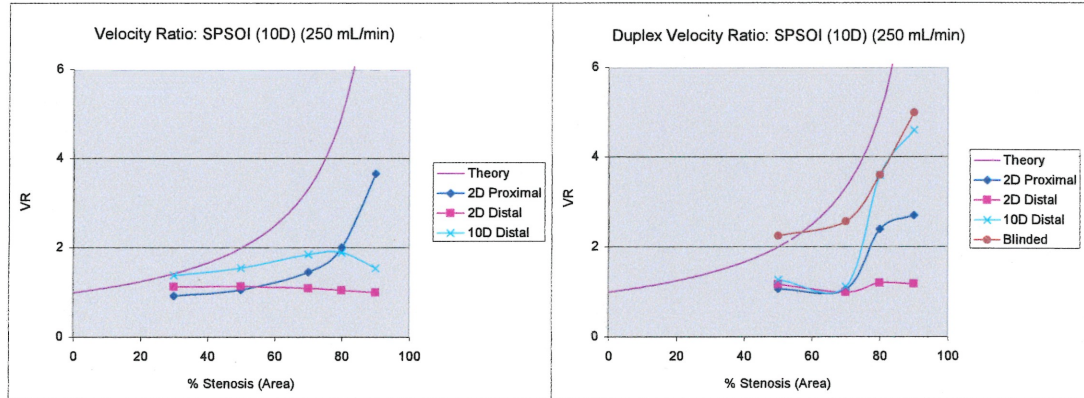 Velocity Ratio: SPSOI (10D) (250 mL/min)
6
4
2
0
VR
0 20 40 60 80 100
% Stenosis (Area)
Theory
2D Proximal
2D Distal
10D Distal
Duplex Velocity Ratio: SPSOI (10D) (250 mL/min)
6
4
2
0
VR
0 20 40 60 80 100
% Stenosis (Area)
Theory
2D Proximal
2D Distal
10D Distal
Blinded